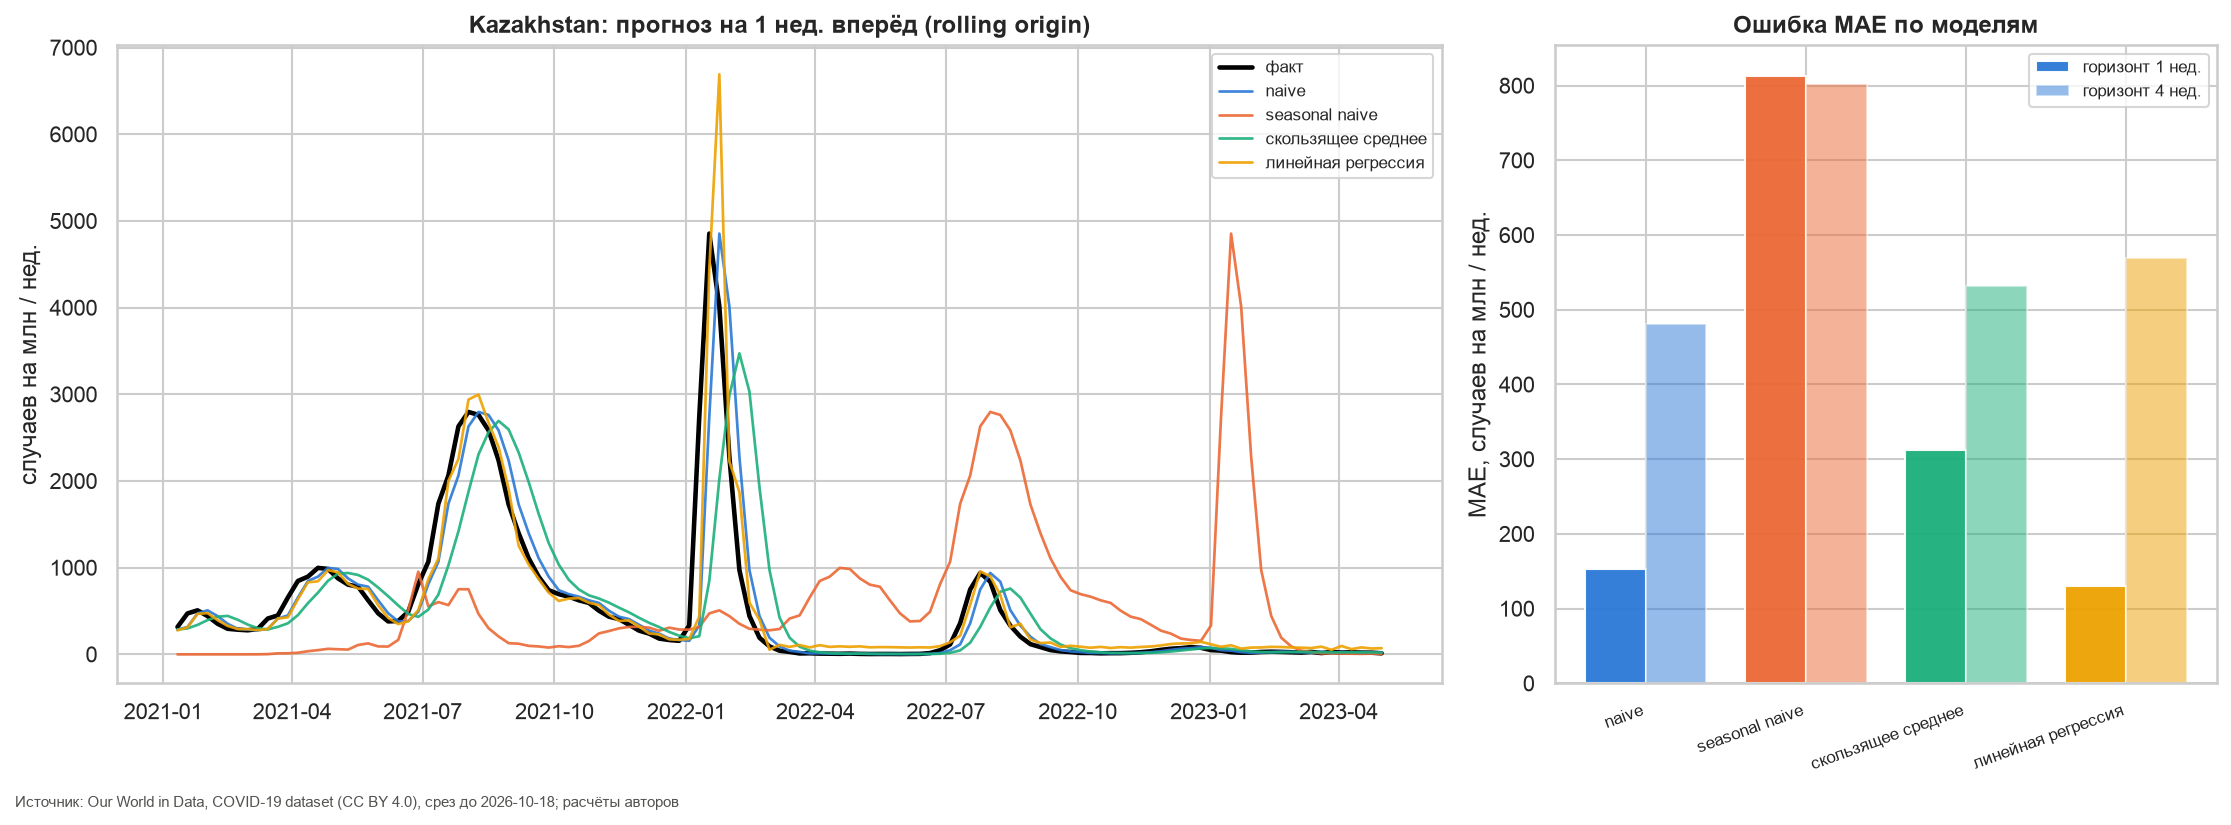 Kazakhstan: прогноз на 1 нед. вперёд (rolling origin)
случаев на млн / нед.
7000
6000
5000
4000
3000
2000
1000
0
2021-01 2021-04 2021-07 2021-10 2022-01 2022-04 2022-07 2022-10 2023-01 2023-04
факт
naive
seasonal naive
скользящее среднее
линейная регрессия
Ошибка MAE по моделям
MAE, случаев на млн / нед.
800
700
600
500
400
300
200
100
0
naive
seasonal naive
скользящее среднее
линейная регрессия
горизонт 1 нед.
горизонт 4 нед.
Источник: Our World in Data, COVID-19 dataset (CC BY 4.0), срез до 2026-10-18; расчёты авторов